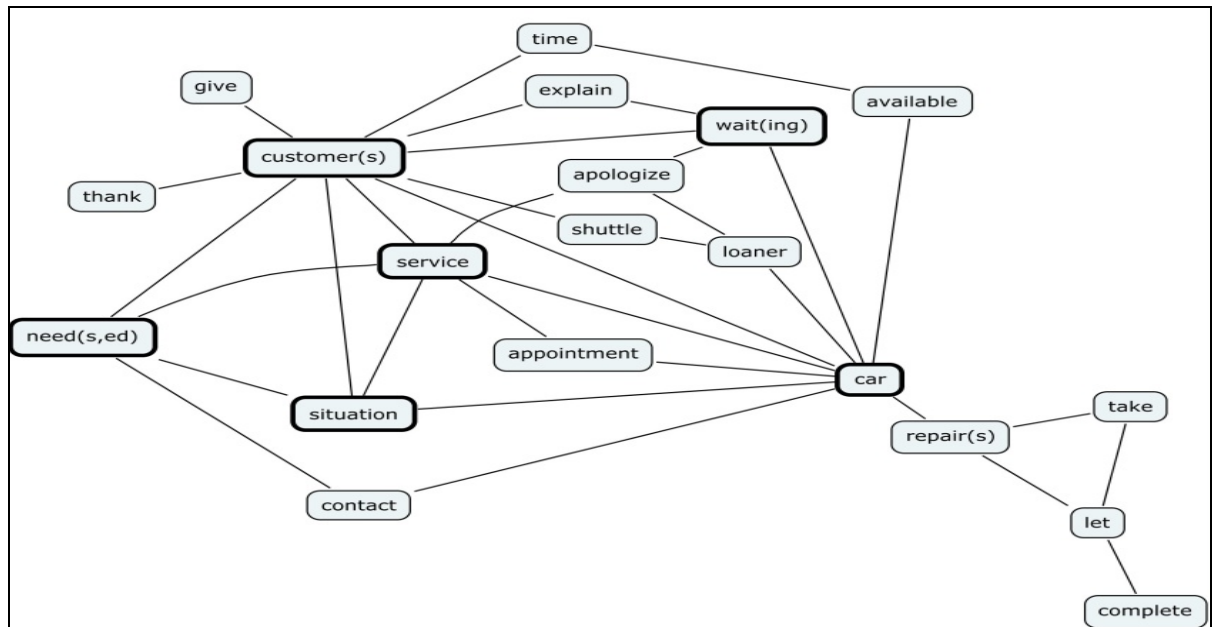 time
give
explain
available
wait(ing)
customer(s)
apologize
thank
shuttle
loaner
service
need(s,ed)
appointment
car
situation
take
repair(s)
contact
let
complete